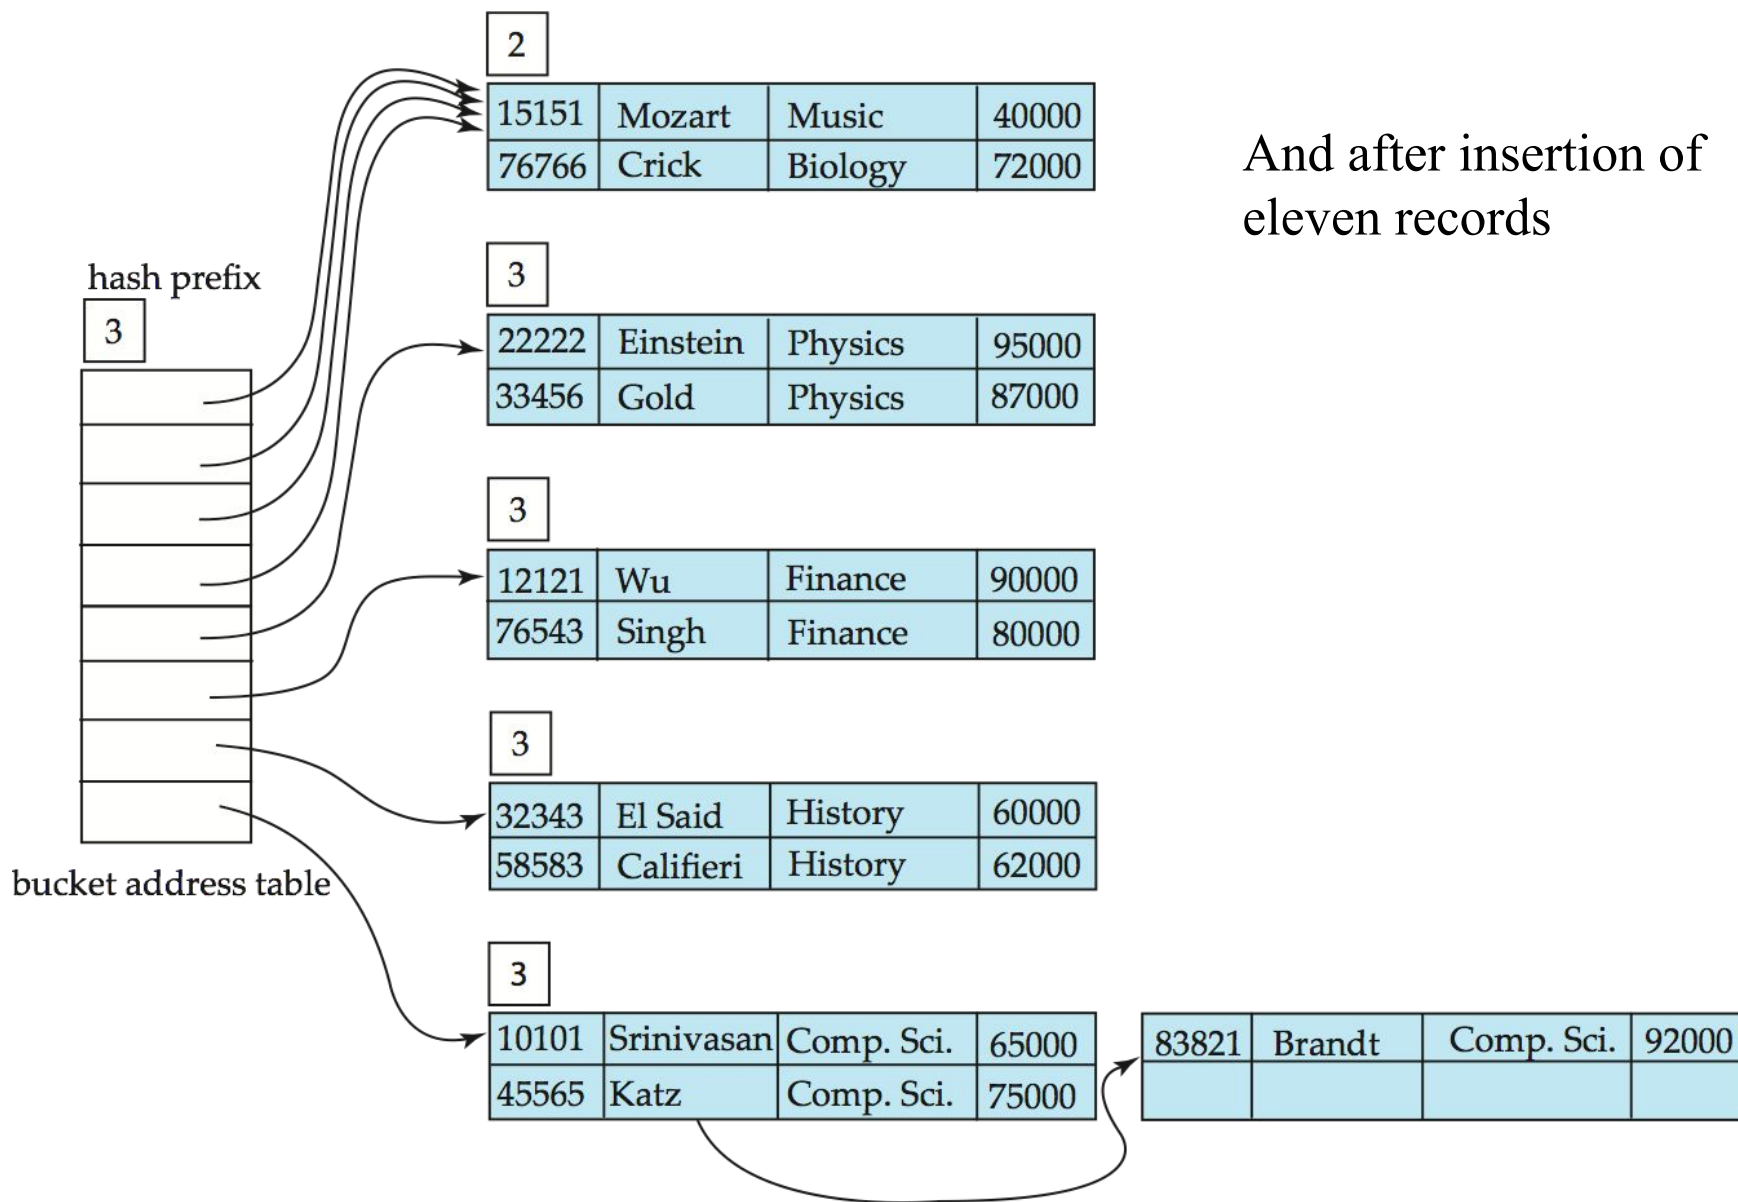 2
15151 Mozart Music 40000
76766 Crick Biology 72000
And after insertion of
eleven records
hash prefix
3
3
22222 Einstein Physics 95000
33456 Gold Physics 87000
3
12121 Wu Finance 90000
76543 Singh Finance 80000
3
32343 El Said History 60000
58583 Califieri History 62000
bucket address table
3
10101 Srinivasan Comp. Sci. 65000
45565 Katz Comp. Sci. 75000
83821 Brandt Comp. Sci. 92000